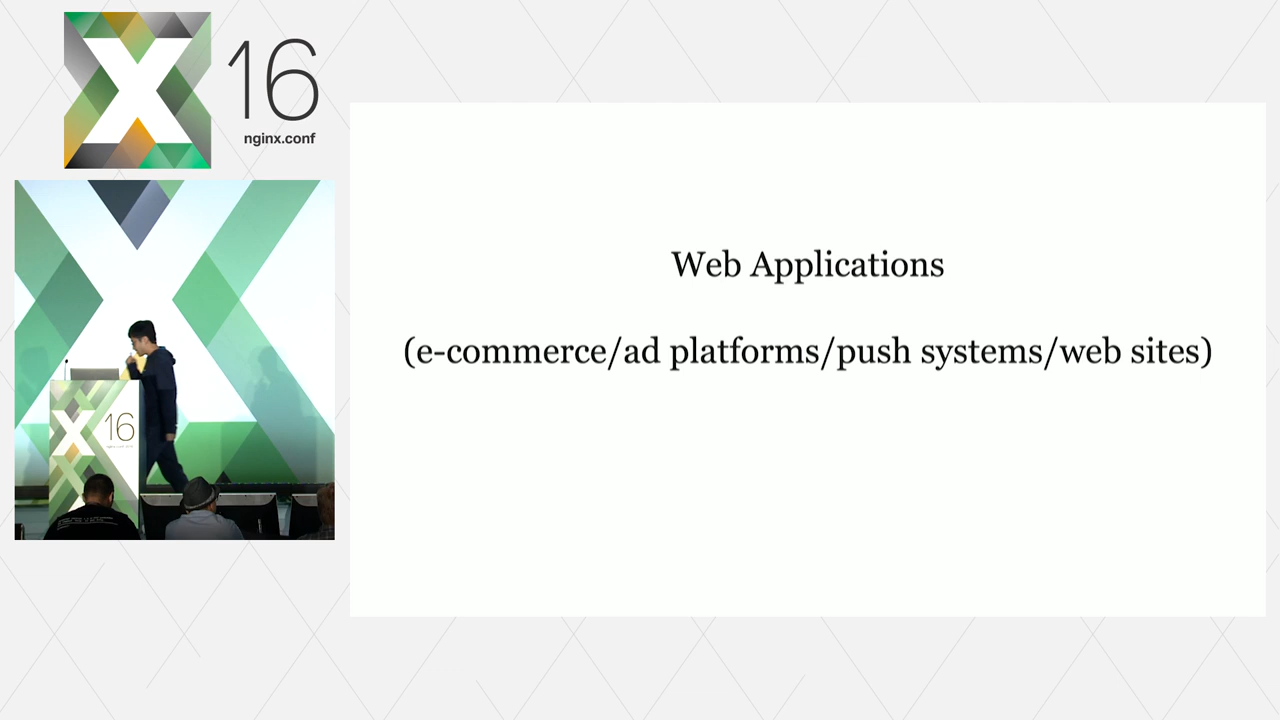 16
nginx.conf
Web Applications
(e-commerce/ad platforms/push systems/web sites)
16